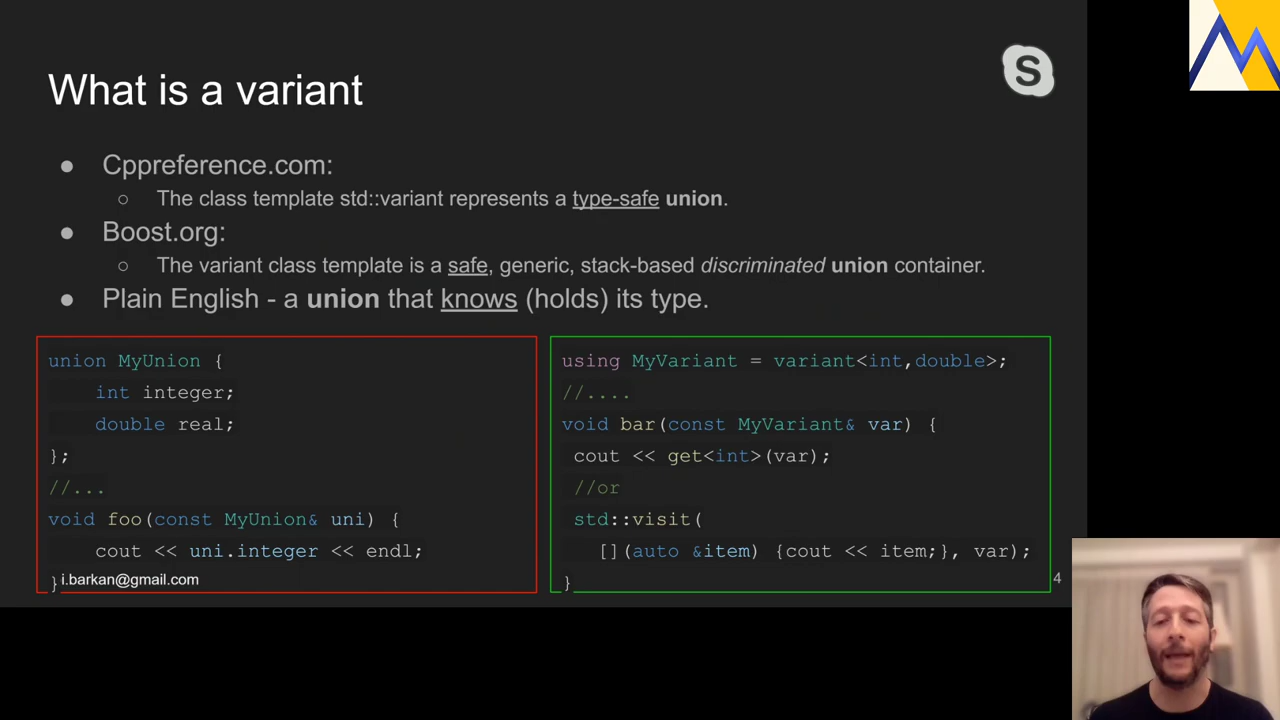 What is a variant
S
● Cppreference.com:
○ The class template std::variant represents a type-safe union.
● Boost.org:
○ The variant class template is a safe, generic, stack-based discriminated union container.
● Plain English - a union that knows (holds) its type.
union MyUnion {
int integer;
double real;
};
//...
void foo(const MyUnion& uni) {
cout << uni.integer << endl;
}
i.barkan@gmail.com
using MyVariant = variant<int,double>;
//....
void bar(const MyVariant& var) {
cout << get<int>(var);
//or
std::visit(
[](auto &item) {cout << item;}, var);
}
4